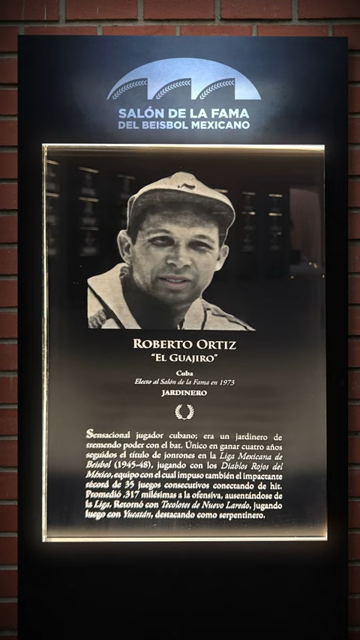 SALÓN DE LA FAMA
DEL BEISBOL MEXICANO
ROBERTO ORTIZ
"EL GUAJIRO"
Cuba
Electo al Salón de la Fama en 1973
JARDINERO
Sensacional jugador cubano; era un jardinero de
tremendo poder con el bat. Único en ganar cuatro años
seguidos el título de jonrones en la Liga Mexicana de
Beisbol (1945-48), jugando con los Diablos Rojos del
México, equipo con el cual impuso también el impactante
récord de 35 juegos consecutivos conectando de hit.
Promedió .317 milésimas a la ofensiva, ausentándose de
la Liga. Retornó con Tecolotes de Nuevo Laredo, jugando
luego con Yucatán, destacando como serpentinero.